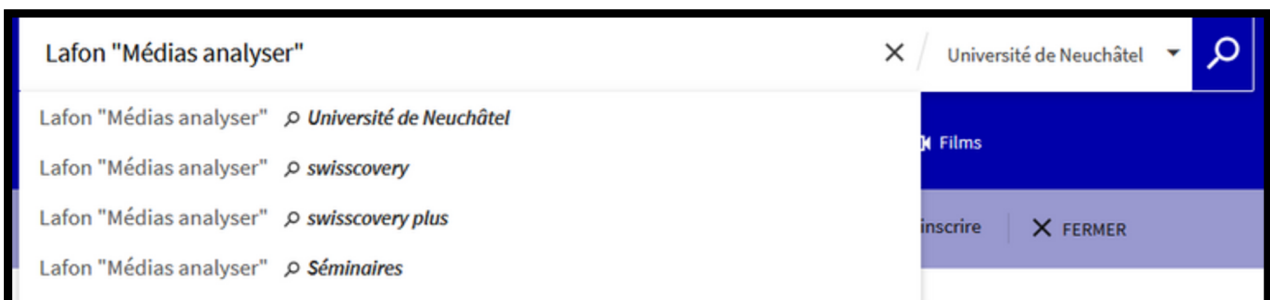 Lafon "Médias analyser" Université de Neuchâtel
Lafon "Médias analyser" Université de Neuchâtel
Films
Lafon "Médias analyser" swisscovery
Lafon "Médias analyser" swisscovery plus
inscrire FERMER
Lafon "Médias analyser" Séminaires